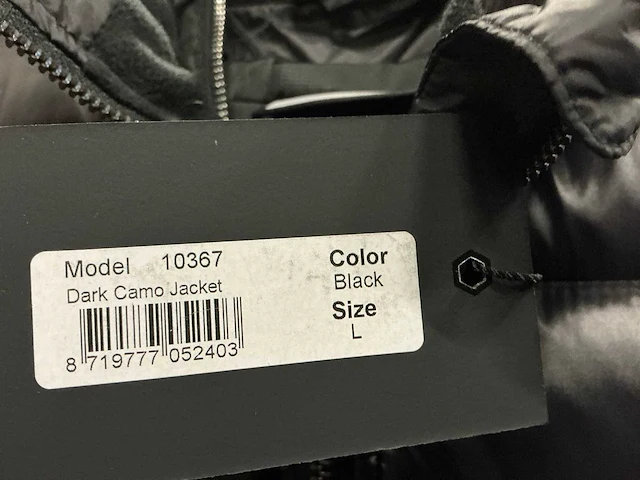 Model 10367
Dark Camo Jacket
8 719777 052403
Color
Black
Size
L